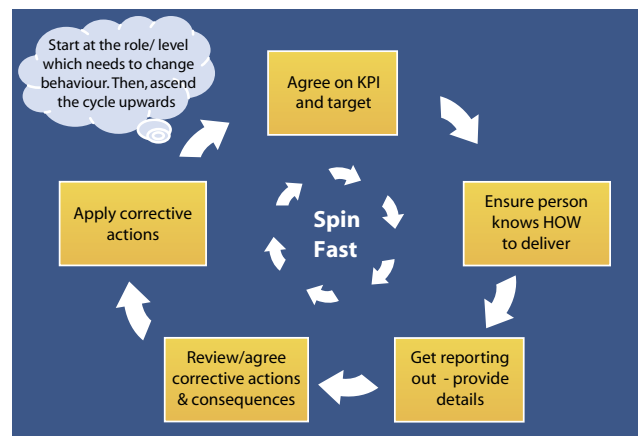 Start at the role/ level
which needs to change
behaviour. Then, ascend
the cycle upwards
Agree on KPI
and target
Ensure person
knows HOW
to deliver
Get reporting
out - provide
details
Review/agree
corrective actions
& consequences
Apply corrective
actions
Spin
Fast